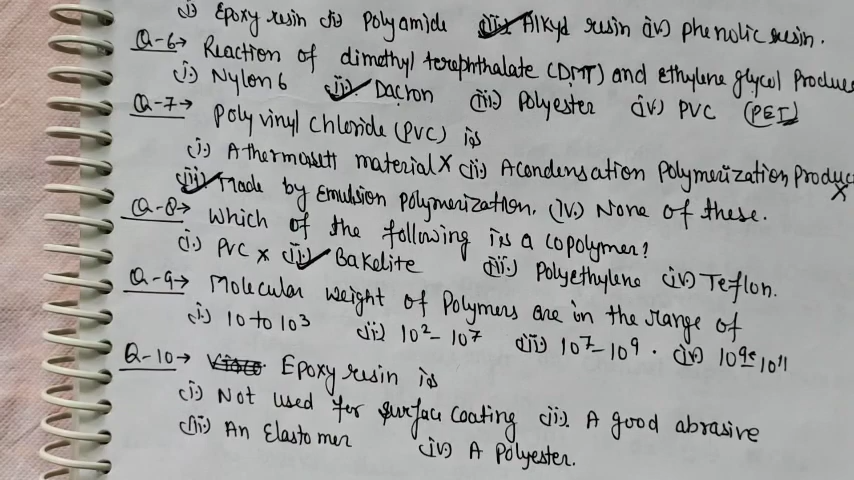 (i) Epoxy resin (ii) Polyamide (iii) Alkyd resin (iv) Phenolic resin.
Q-6→ Reaction of dimethyl terephthalate (DMT) and ethylene glycol Produce
(i.) Nylon 6 (ii.) Dacron (iii.) Polyester (iv.) PVC (PET)
Q-7→ Polyvinyl chloride (PVC) is
(i.) A thermosett material X (ii.) A condensation Polymerization Produc X
(iii) Made by Emulsion polymerization. (iv.) None of these.
Q-8→ Which of the following is a copolymer?
(i.) PVC X (ii.) Bakelite (iii.) Polyethylene (iv.) Teflon.
Q-9→ Molecular weight of Polymers are in the range of
(i.) 10 to 10³ (ii) 10² - 10⁷ (iii) 10⁷ - 10⁹. (iv) 10⁹ 10¹¹
Q-10→ Epoxy resin is
(i.) Not used for surface coating (ii.) A good abrasive
(iii.) An Elastomer (iv.) A Polyester.